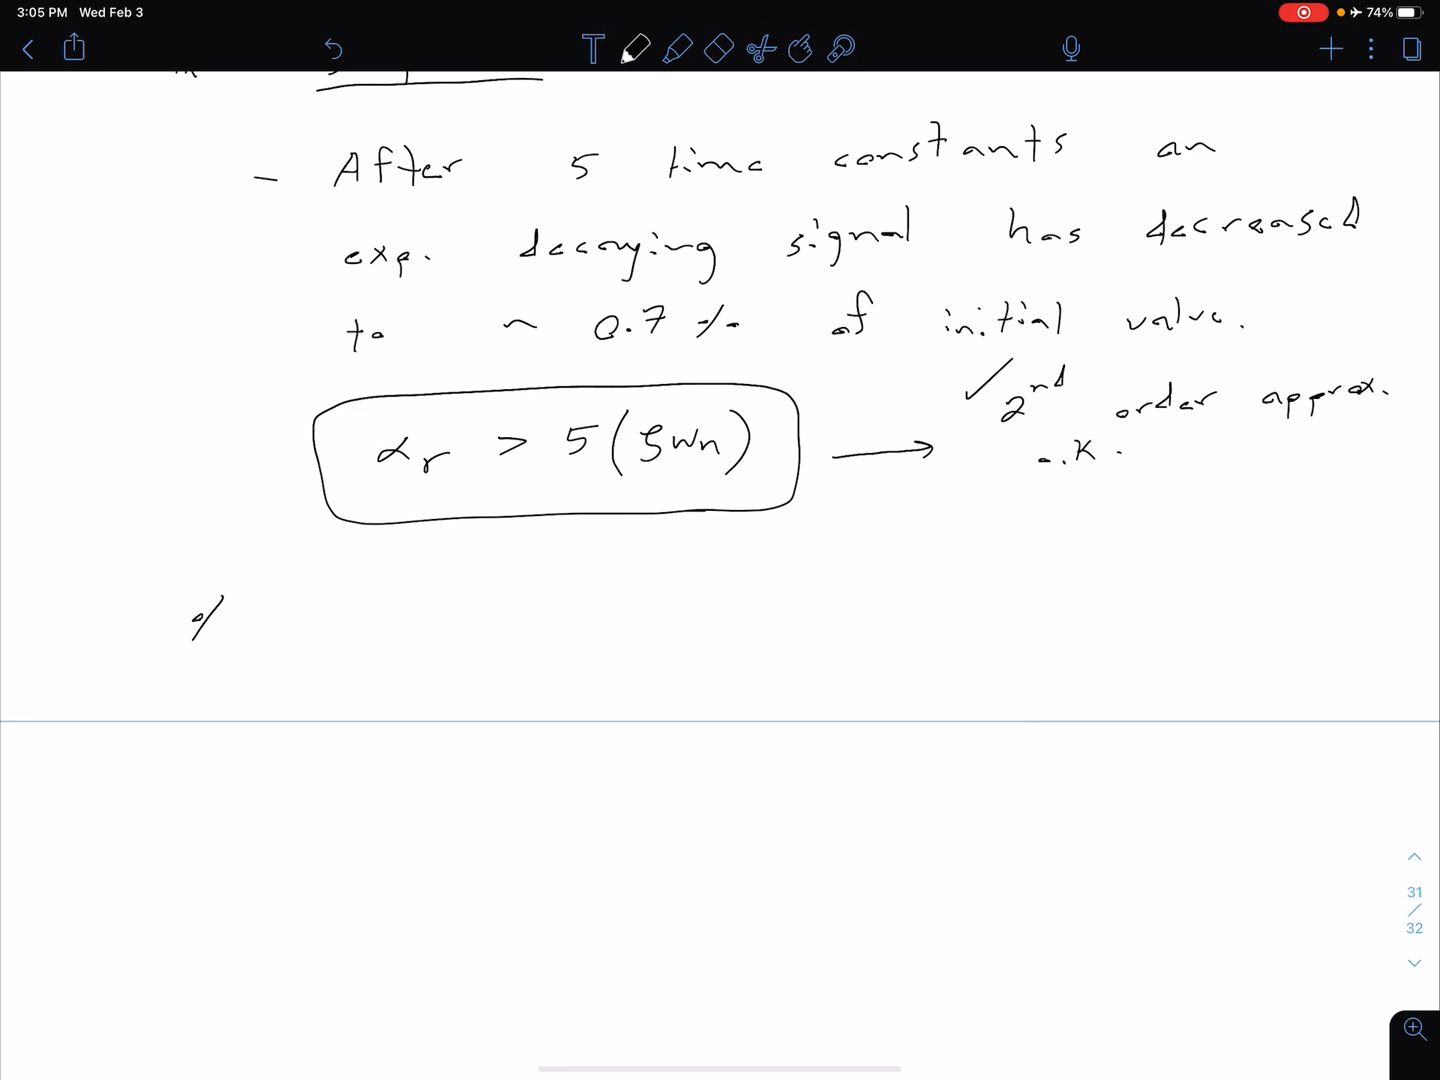 3:05 PM Wed Feb 3
74%
T
- After 5 time constants an
exp. decaying signal has decreased
to ~ 0.7 % of initial value.
αr > 5(ζwn) → ✓ 2nd order approx.
o.K.
31
/
32